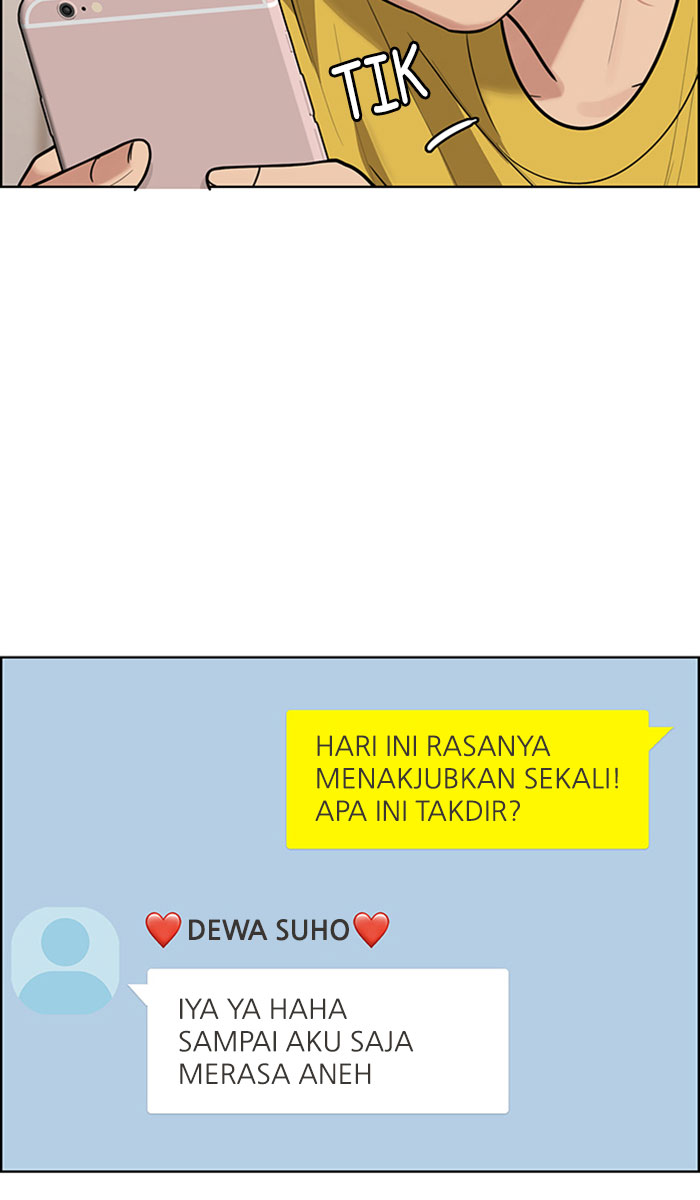 TIK
HARI INI RASANYA
MENAKJUBKAN SEKALI!
APA INI TAKDIR?
❤️DEWA SUHO❤️
IYA YA HAHA
SAMPAI AKU SAJA
MERASA ANEH